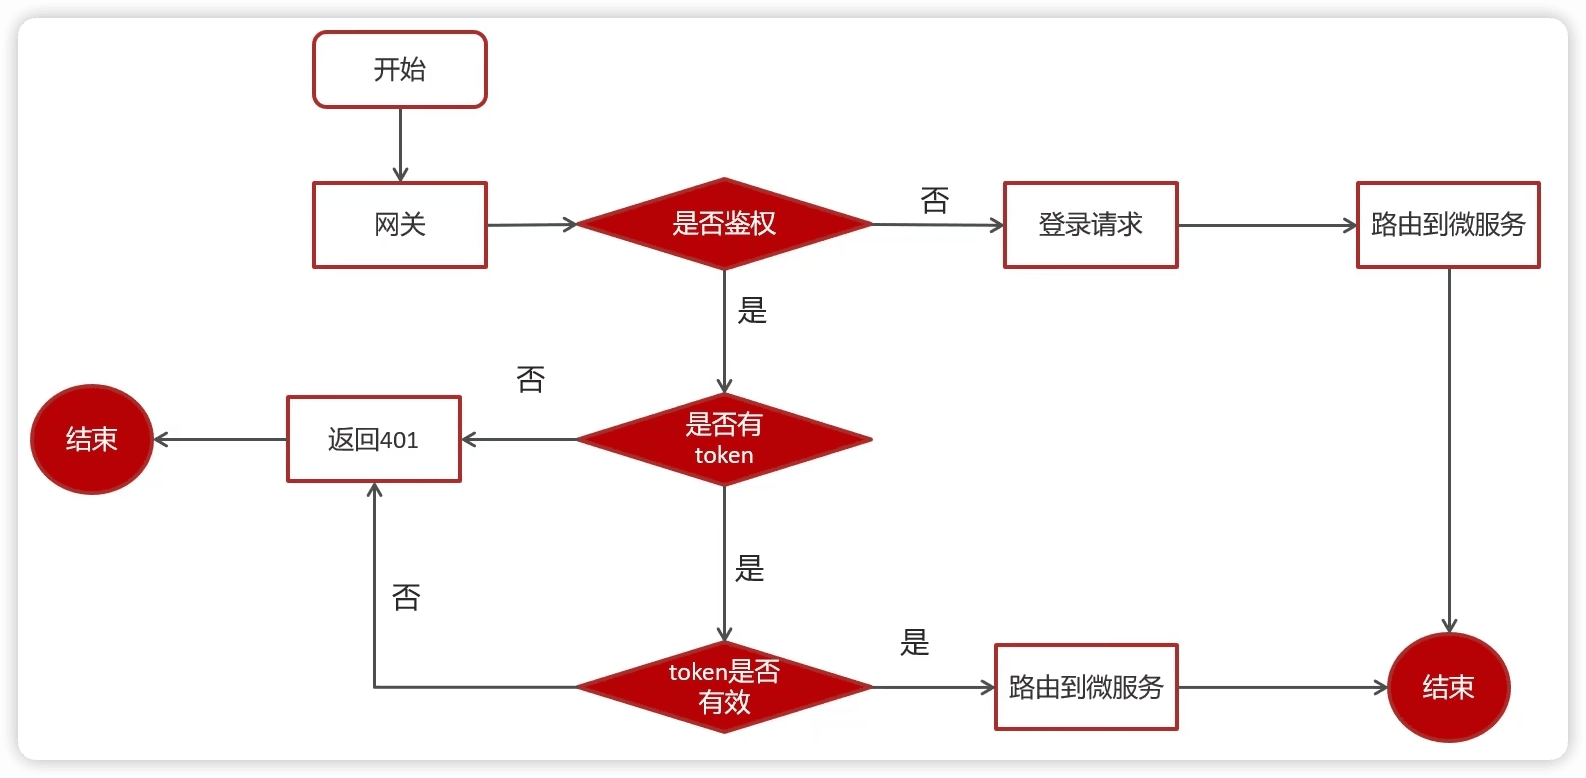 开始
网关
是否鉴权
否
登录请求
路由到微服务
是
否
结束
返回401
是否有
token
是
否
token是否
有效
是
路由到微服务
结束